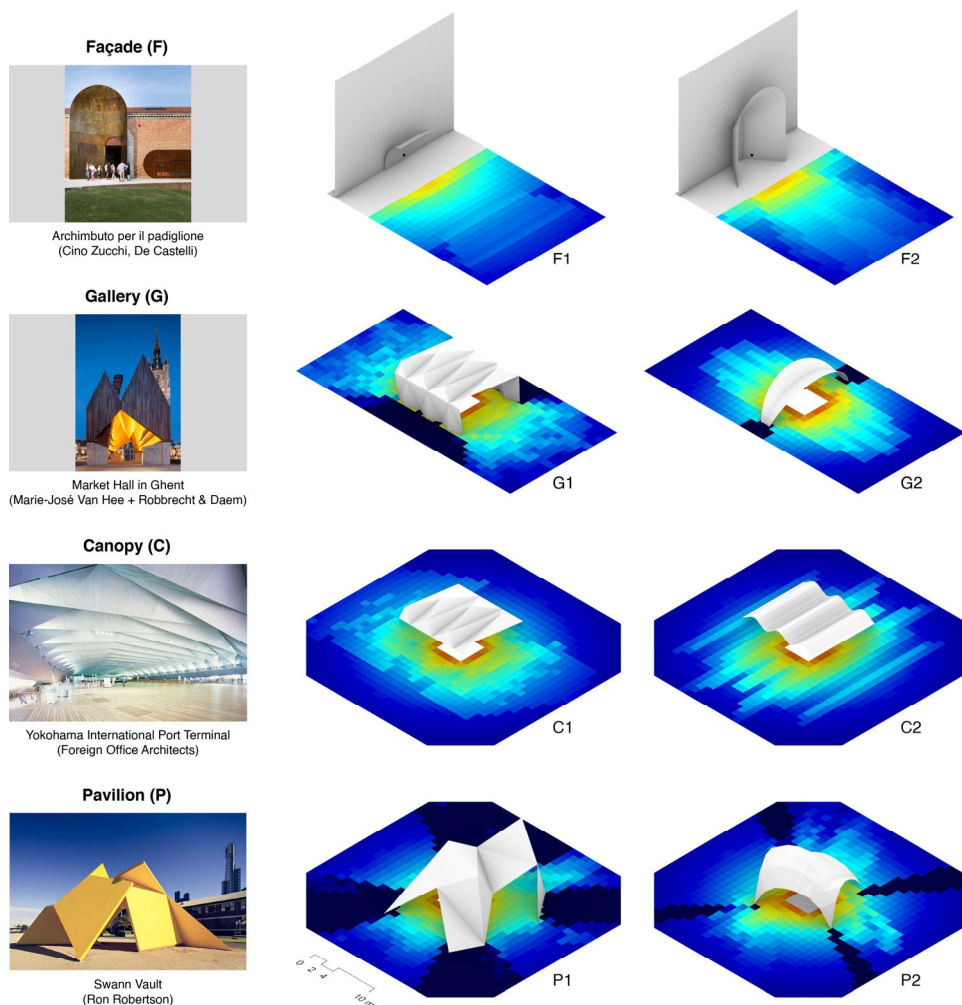 Façade (F)
Archimbuto per il padiglione
(Cino Zucchi, De Castelli)
F1
F2
Gallery (G)
Market Hall in Ghent
(Marie-José Van Hee + Robbrecht & Daem)
G1
G2
Canopy (C)
Yokohama International Port Terminal
(Foreign Office Architects)
C1
C2
Pavilion (P)
Swann Vault
(Ron Robertson)
0
2
4
10 m
P1
P2